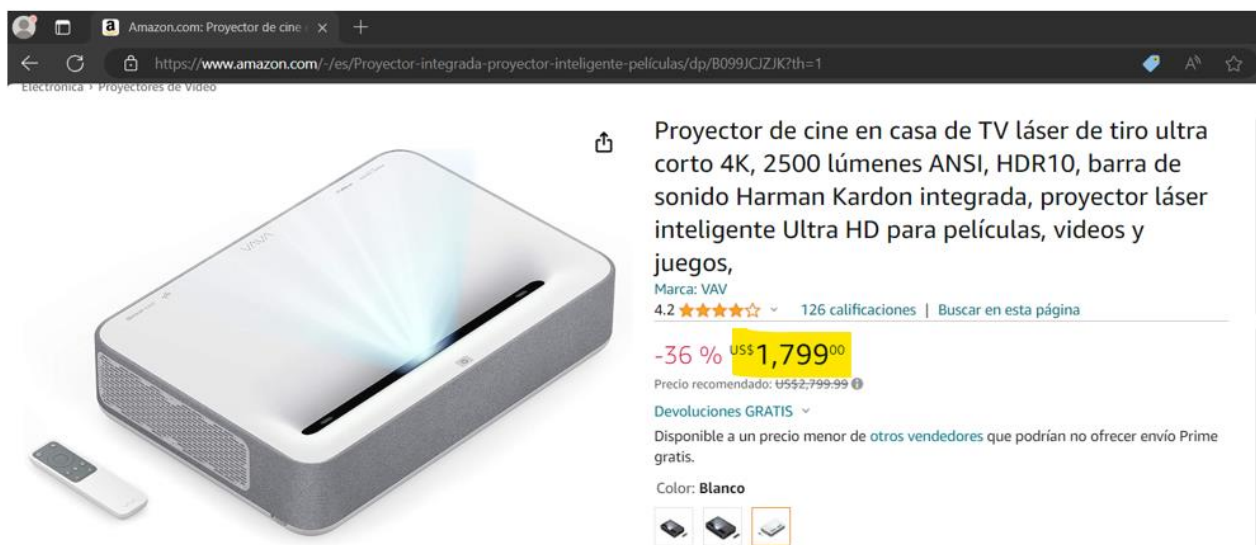 Amazon.com: Proyector de cine
https://www.amazon.com/-/es/Proyector-integrada-proyector-inteligente-películas/dp/B099JCJZJK?th=1
Electrónica › Proyectores de Video
Proyector de cine en casa de TV láser de tiro ultra
corto 4K, 2500 lúmenes ANSI, HDR10, barra de
sonido Harman Kardon integrada, proyector láser
inteligente Ultra HD para películas, videos y
juegos,
Marca: VAV
4.2 126 calificaciones | Buscar en esta página
-36 % US$1,79900
Precio recomendado: US$2,799.99
Devoluciones GRATIS
Disponible a un precio menor de otros vendedores que podrían no ofrecer envío Prime
gratis.
Color: Blanco
VAVA